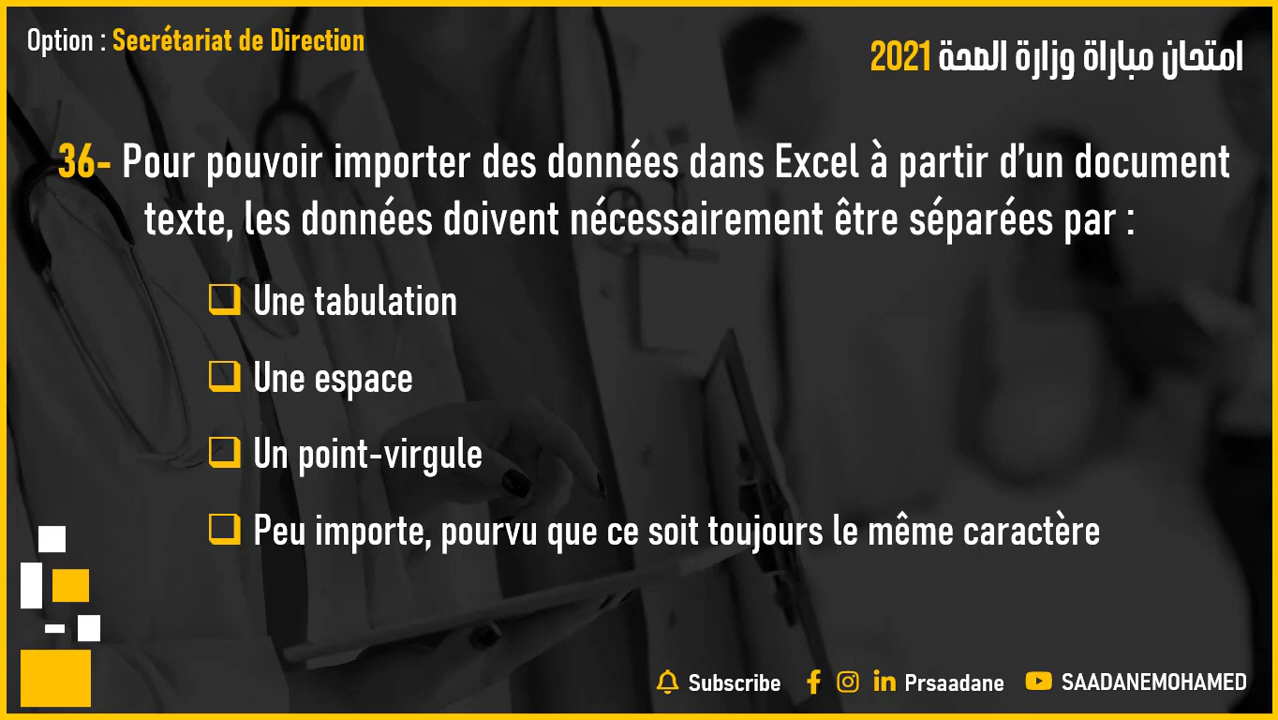 Option : Secrétariat de Direction
امتحان مباراة وزارة الصحة 2021
36- Pour pouvoir importer des données dans Excel à partir d’un document
texte, les données doivent nécessairement être séparées par :
Une tabulation
Une espace
Un point-virgule
Peu importe, pourvu que ce soit toujours le même caractère
Subscribe Prsaadane SAADANEMOHAMED